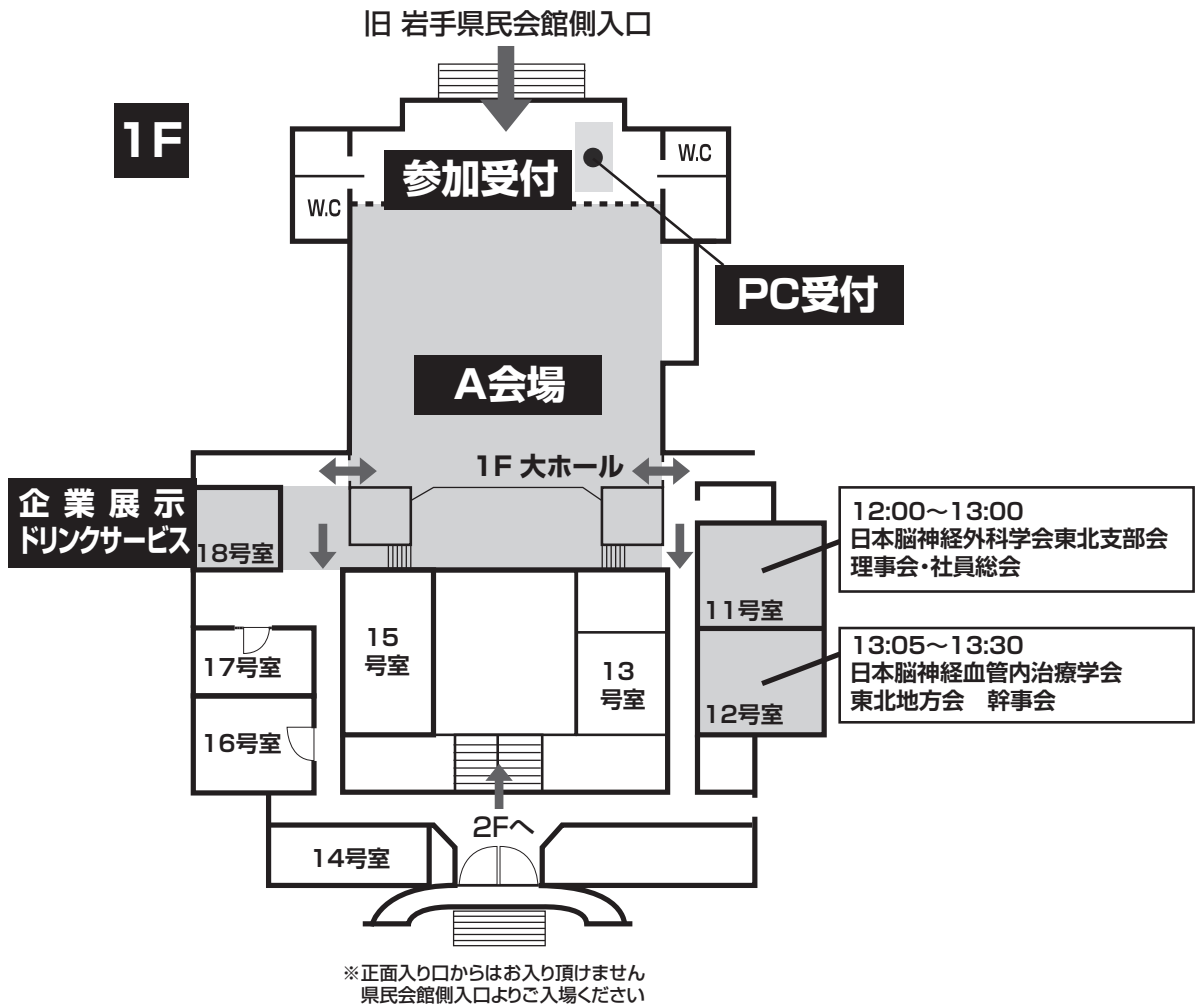 旧 岩手県民会館側入口
1F
W.C
参加受付
W.C
PC受付
A会場
1F 大ホール
企業展示
ドリンクサービス
18号室
12:00〜13:00
日本脳神経外科学会東北支部会
理事会・社員総会
11号室
15
号室
17号室
13
号室
13:05〜13:30
日本脳神経血管内治療学会
東北地方会　幹事会
12号室
16号室
2Fへ
14号室
※正面入り口からはお入り頂けません
県民会館側入口よりご入場ください